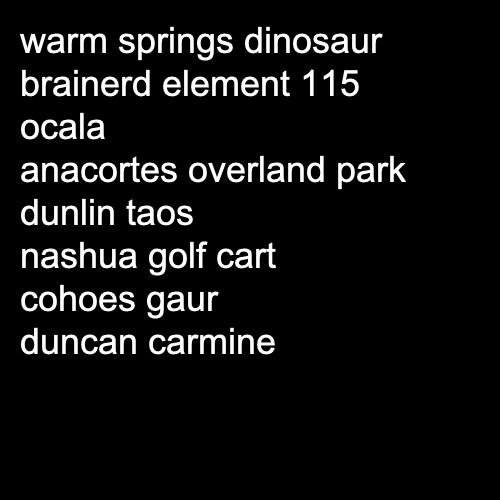 warm springs dinosaur
brainerd element 115
ocala
anacortes overland park
dunlin taos
nashua golf cart
cohoes gaur
duncan carmine